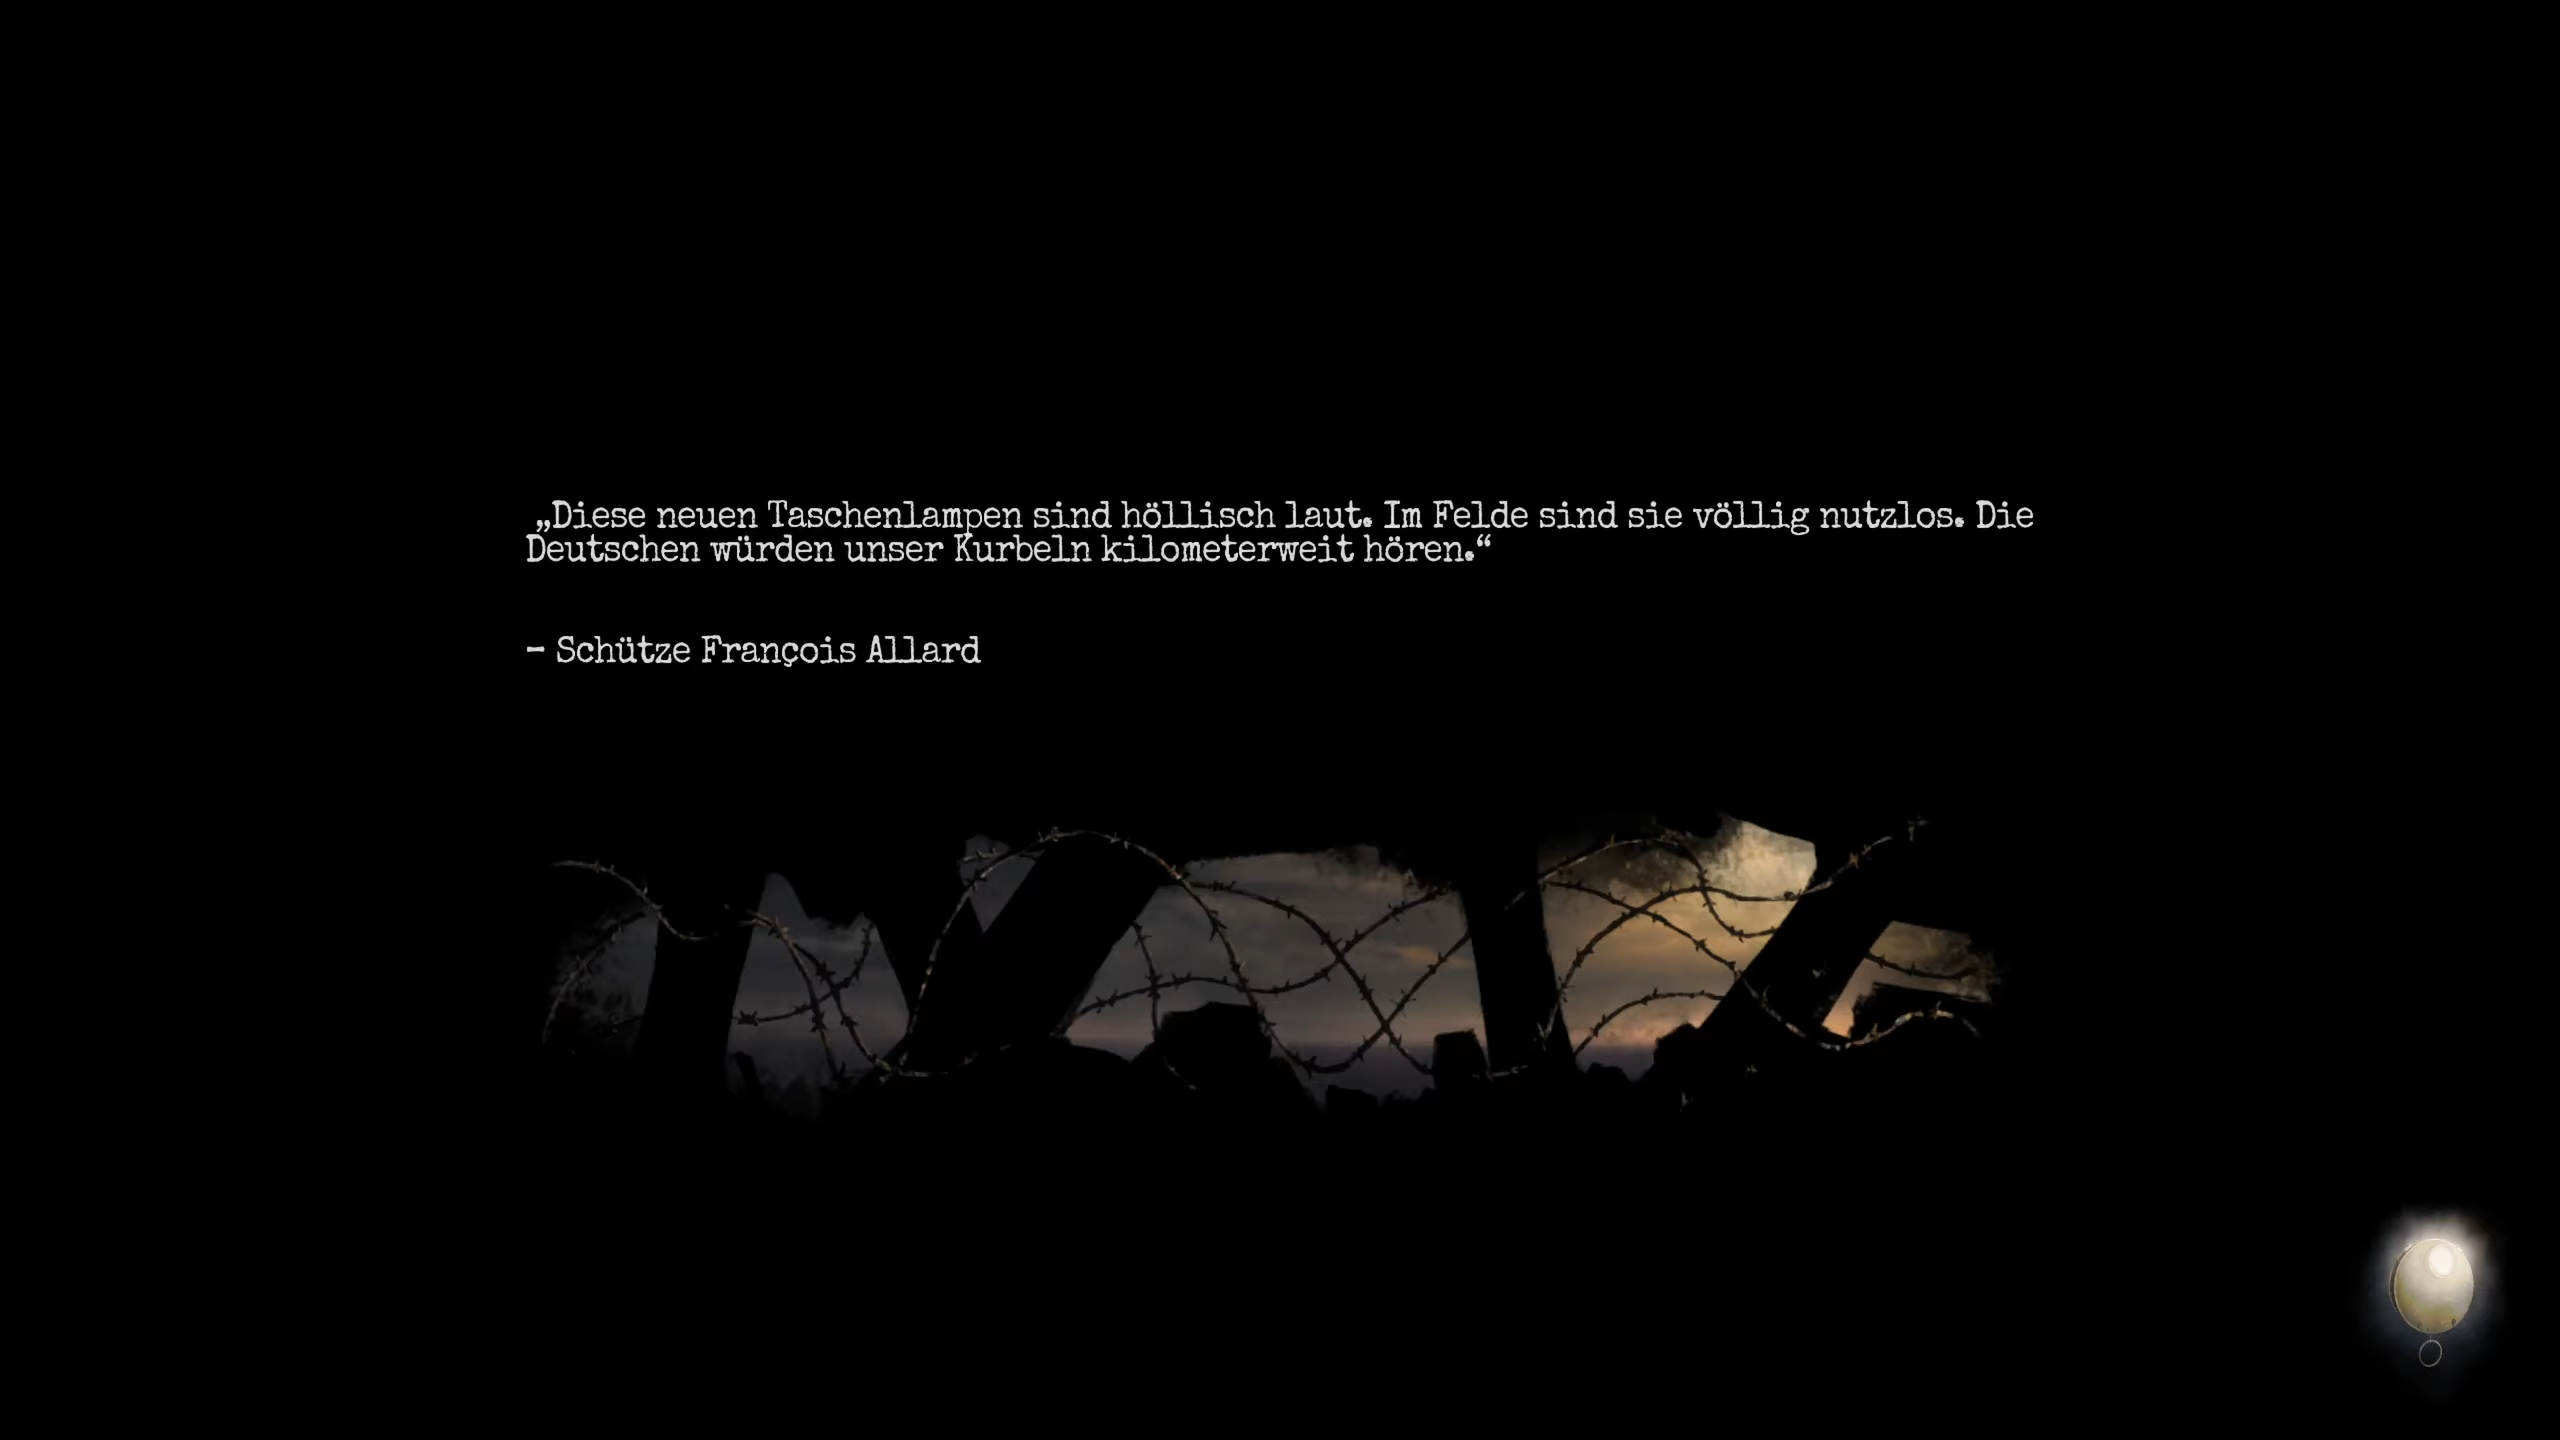 „Diese neuen Taschenlampen sind höllisch laut. Im Felde sind sie völlig nutzlos. Die
Deutschen würden unser Kurbeln kilometerweit hören.“
- Schütze François Allard